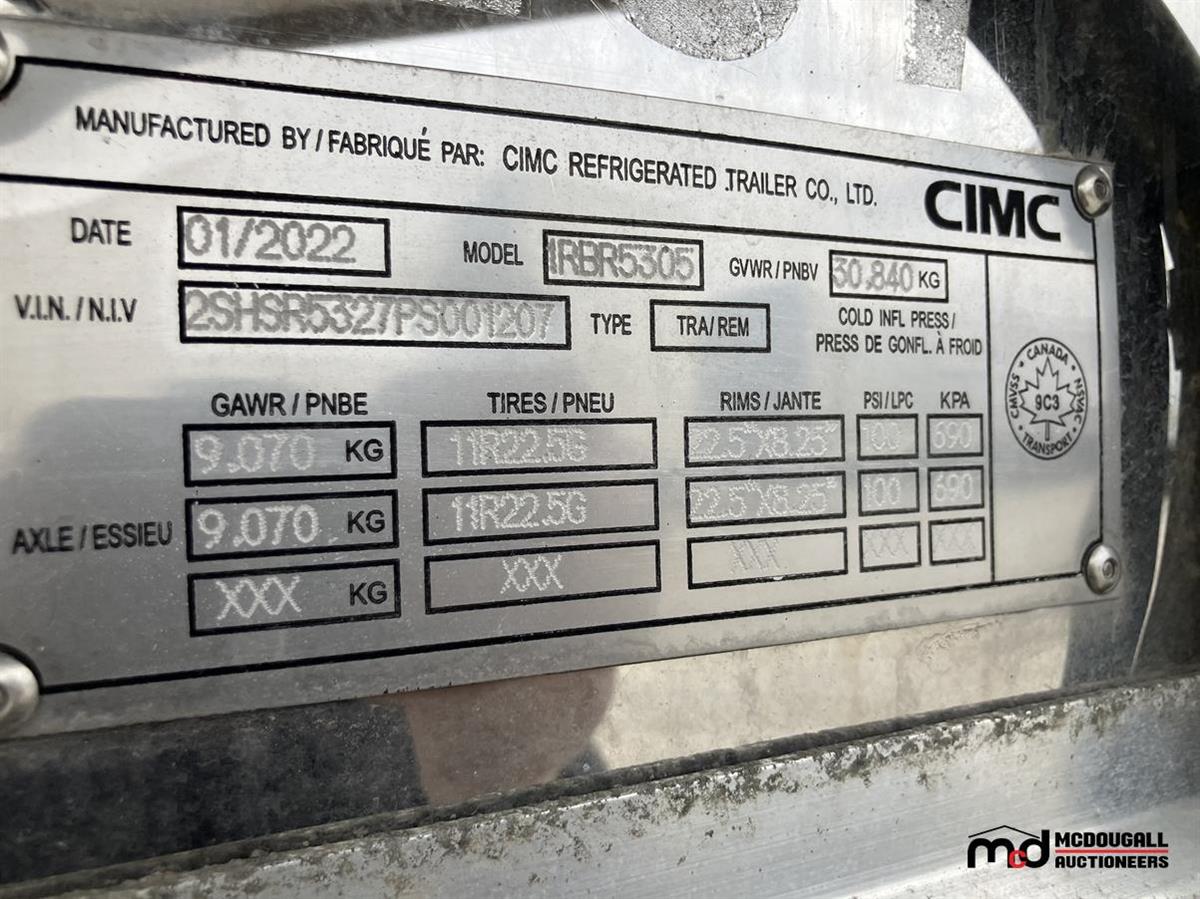 MANUFACTURED BY / FABRIQUÉ PAR: CIMC REFRIGERATED TRAILER CO., LTD.
CIMC
DATE 01/2022 MODEL 1RBR5305 GVWR / PNBV 30,840 KG
V.I.N. / N.I.V 2SHSR5327PS001207 TYPE TRA / REM
COLD INFL PRESS /
PRESS DE GONFL. À FROID
GAWR / PNBE TIRES / PNEU RIMS / JANTE PSI / LPC KPA
9.070 KG 11R22.5G 22.5"X8.25" 100 690
AXLE / ESSIEU 9.070 KG 11R22.5G 22.5"X8.25" 100 690
XXX KG XXX XXX XXX XXX
CANADA
CMVSS 9C3 NSVAC
TRANSPORT
mcd MCDOUGALL
AUCTIONEERS